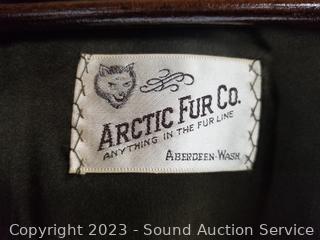 ARCTIC FUR CO.
ANYTHING IN THE FUR LINE
ABERDEEN-WASH.
Copyright 2023 - Sound Auction Service